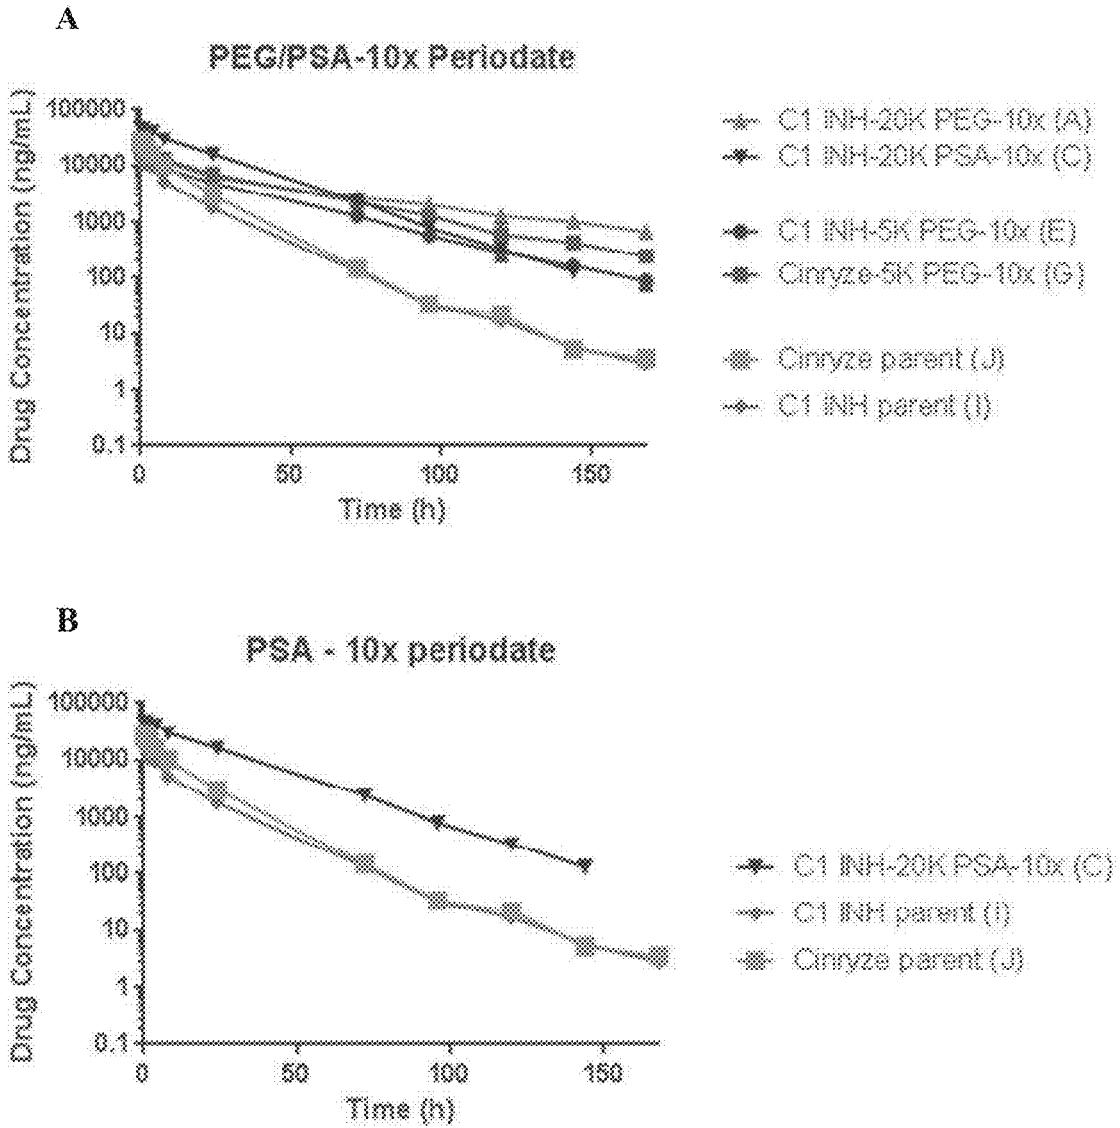 A
PEG/PSA-10x Periodate
Drug Concentration (ng/mL)
100000
10000
1000
100
10
1
0.1
0
50
100
150
Time (h)
C1 INH-20K PEG-10x (A)
C1 INH-20K PSA-10x (C)
C1 INH-5K PEG-10x (E)
Cinryze-5K PEG-10x (G)
Cinryze parent (J)
C1 INH parent (I)
B
PSA - 10x periodate
Drug Concentration (ng/mL)
100000
10000
1000
100
10
1
0.1
0
50
100
150
Time (h)
C1 INH-20K PSA-10x (C)
C1 INH parent (I)
Cinryze parent (J)